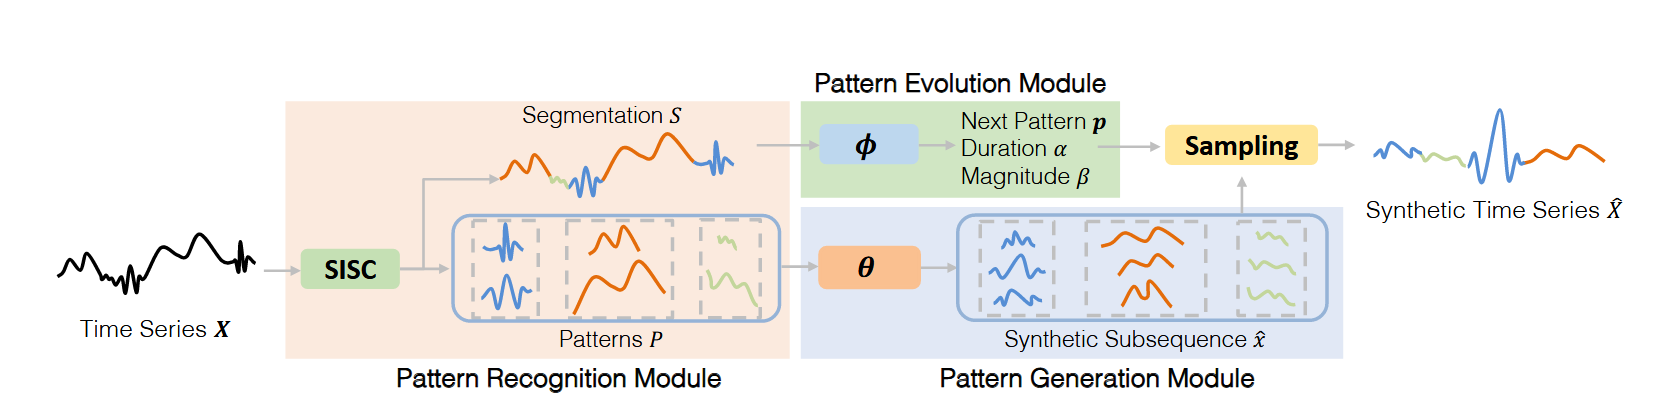 Pattern Evolution Module
Segmentation S
ϕ
Next Pattern p
Duration α
Magnitude β
Sampling
Synthetic Time Series X̂
SISC
θ
Time Series X
Patterns P
Synthetic Subsequence x̂
Pattern Recognition Module
Pattern Generation Module